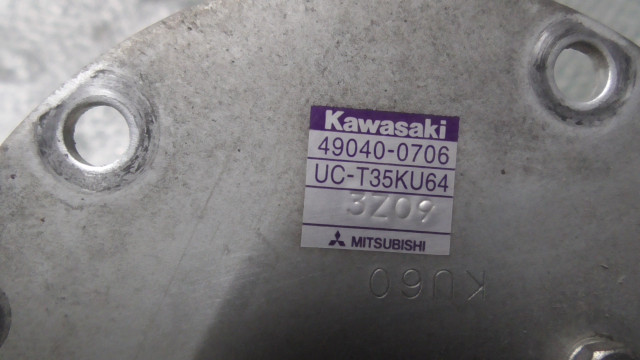 Kawasaki
49040-0706
UC-T35KU64
3Z09
MITSUBISHI
KU60